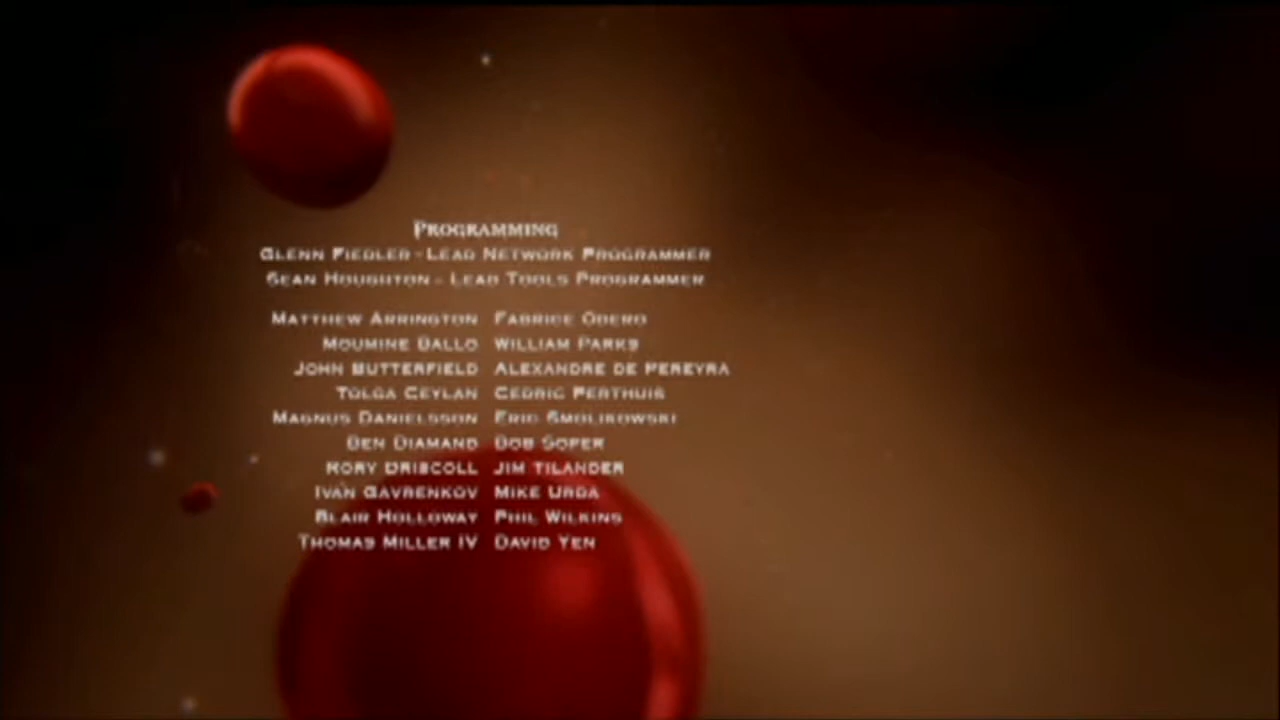 Programming
Glenn Fiedler - Lead Network Programmer
Sean Houghton - Lead Tools Programmer
Matthew Arrington Fabrice Odero
Moumine Ballo William Parks
John Butterfield Alexandre de Pereyra
Tolga Ceylan Cedric Perthuis
Magnus Danielsson Eric Smolikowski
Ben Diamand Bob Soper
Rory Driscoll Jim Tilander
Ivan Gavrenkov Mike Urda
Blair Holloway Phil Wilkins
Thomas Miller IV David Yen